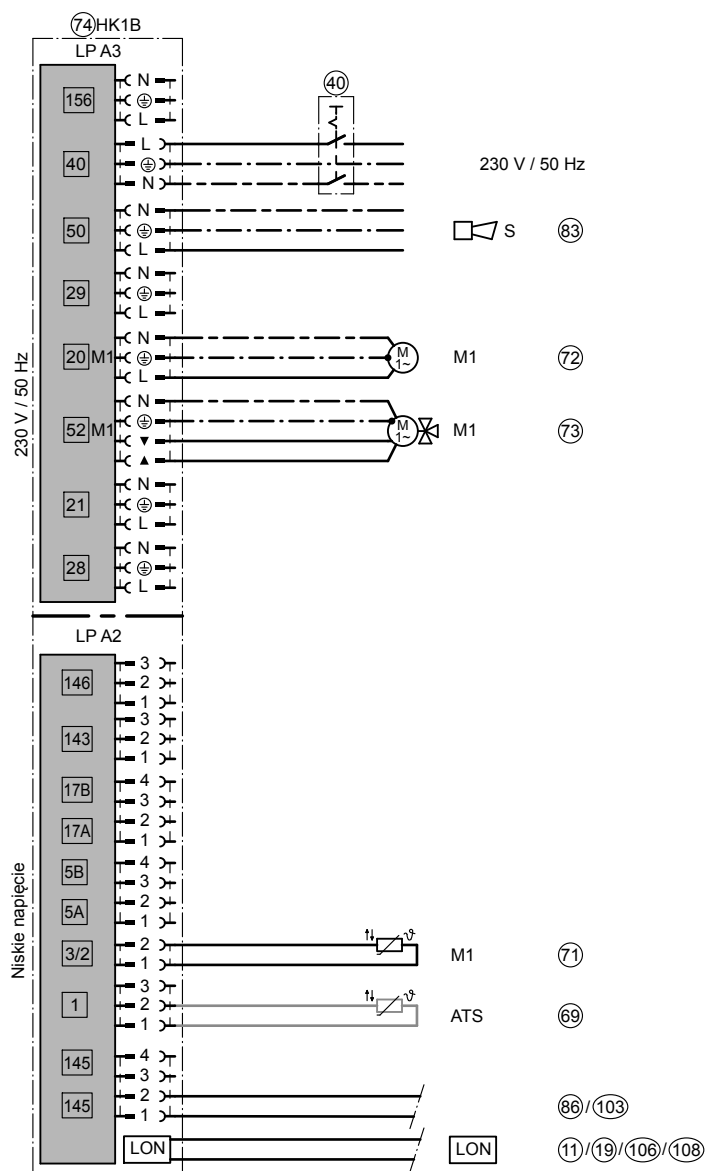 74 HK1B
LP A3
156 N
L
40
40 L
N
230 V / 50 Hz
50 N
L
S 83
29 N
L
20 M1 N
L
M 1~
M1 72
52 M1 N
▼
▲
M 1~
M1 73
21 N
L
28 N
L
230 V / 50 Hz
LP A2
146 3
2
1
143 3
2
1
17B 4
3
17A 2
1
5B 4
3
5A 2
1
3/2 2
1
ϑ
M1 71
1 3
2
1
ϑ
ATS 69
145 4
3
145 2
1
86/103
LON LON 11/19/106/108
Niskie napięcie